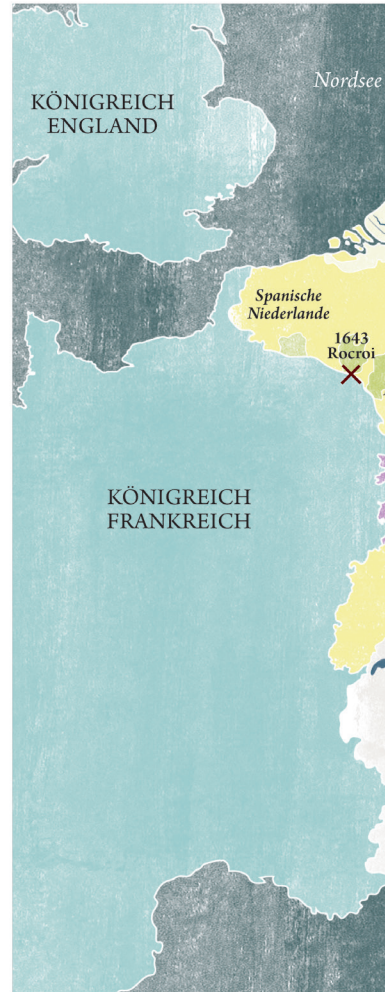 Nordsee
KÖNIGREICH
ENGLAND
Spanische
Niederlande
1643
Rocroi
KÖNIGREICH
FRANKREICH